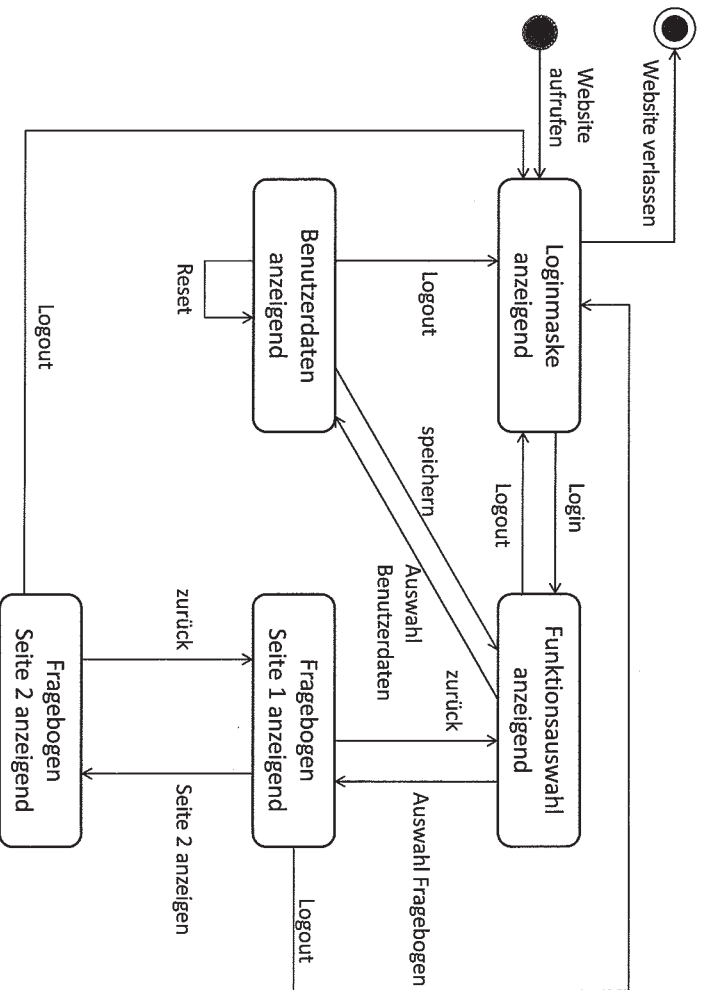 Website verlassen
Website
aufrufen
Loginmaske
anzeigend
Login
Logout
Funktionsauswahl
anzeigend
Logout
speichern
Auswahl
Benutzerdaten
zurück
Auswahl Fragebogen
Benutzerdaten
anzeigend
Reset
Fragebogen
Seite 1 anzeigend
Logout
zurück
Seite 2 anzeigen
Logout
Fragebogen
Seite 2 anzeigend